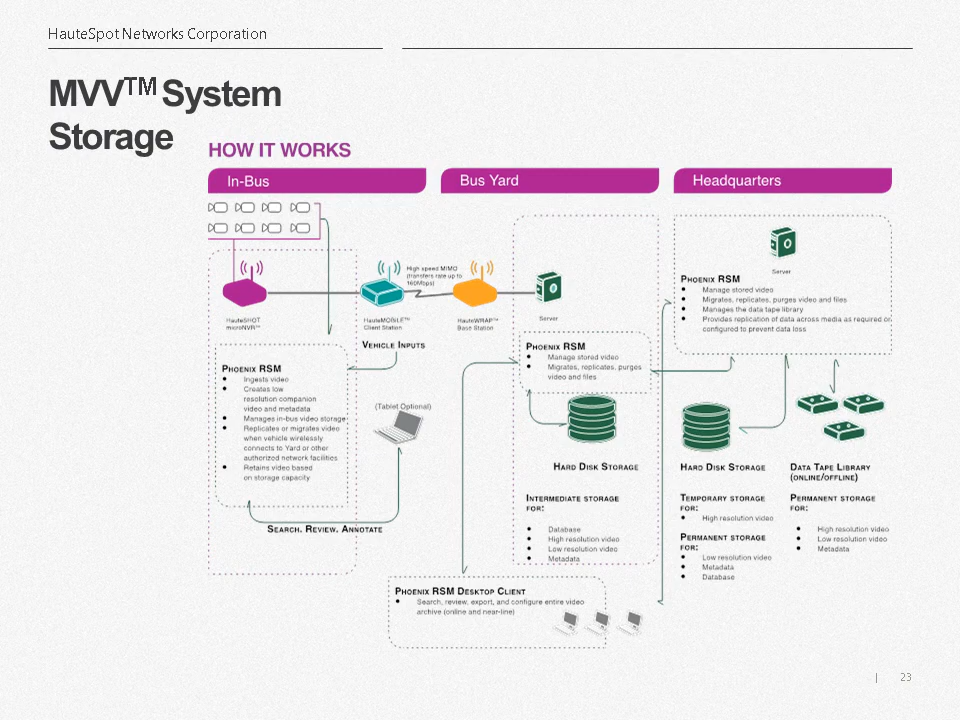 HauteSpot Networks Corporation
MVV™ System
Storage
HOW IT WORKS
In-Bus
Bus Yard
Headquarters
High speed MIMO
(transfers rate up to
160Mbps)
HauteSHOT
microNVR™
HauteMOBILE™
Client Station
HauteWRAP™
Base Station
Server
Server
VEHICLE INPUTS
PHOENIX RSM
• Ingests video
• Creates low
resolution companion
video and metadata
• Manages in-bus video storage
• Replicates or migrates video
when vehicle wirelessly
connects to Yard or other
authorized network facilities
• Retains video based
on storage capacity
(Tablet Optional)
SEARCH. REVIEW. ANNOTATE
PHOENIX RSM
• Manage stored video
• Migrates, replicates, purges
video and files
HARD DISK STORAGE
INTERMEDIATE STORAGE
FOR:
• Database
• High resolution video
• Low resolution video
• Metadata
PHOENIX RSM
• Manage stored video
• Migrates, replicates, purges video and files
• Manages the data tape library
• Provides replication of data across media as required or
configured to prevent data loss
HARD DISK STORAGE
TEMPORARY STORAGE
FOR:
• High resolution video
PERMANENT STORAGE
FOR:
• Low resolution video
• Metadata
• Database
DATA TAPE LIBRARY
(ONLINE/OFFLINE)
PERMANENT STORAGE
FOR:
• High resolution video
• Low resolution video
• Metadata
PHOENIX RSM DESKTOP CLIENT
• Search, review, export, and configure entire video
archive (online and near-line)
| 23